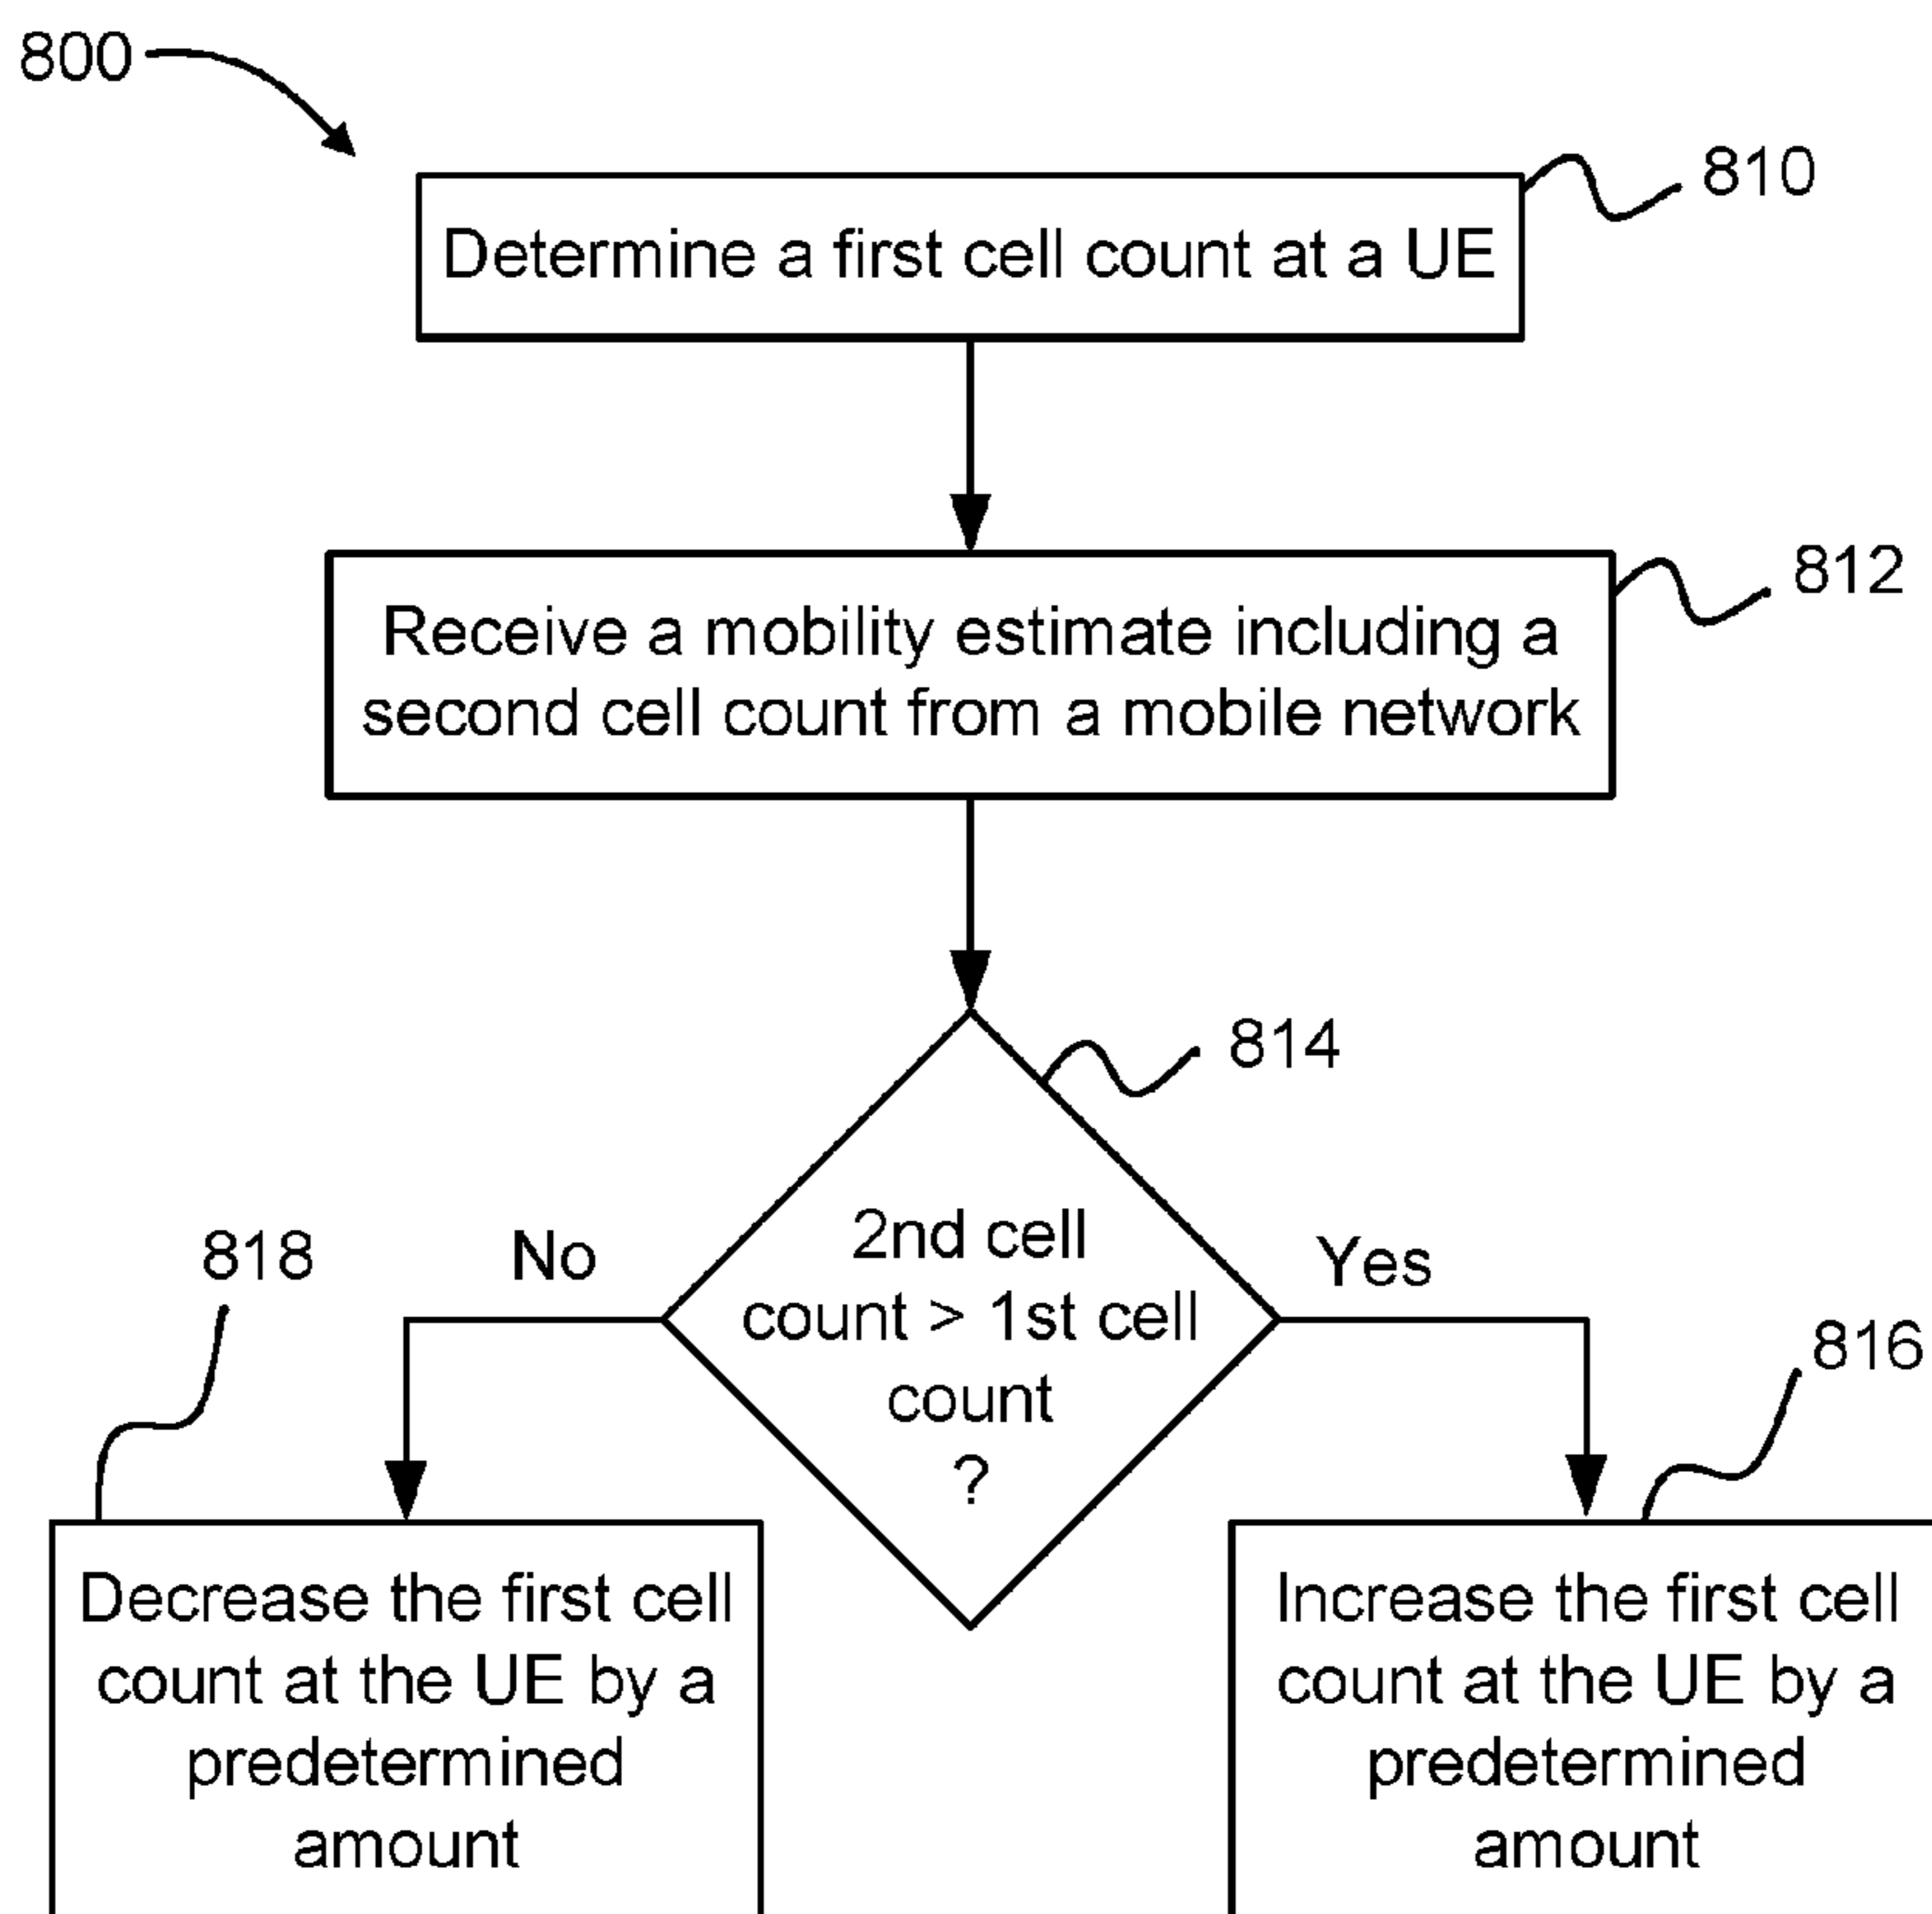 800
810
Determine a first cell count at a UE
812
Receive a mobility estimate including a
second cell count from a mobile network
814
2nd cell
count > 1st cell
count
?
No
Yes
818
816
Decrease the first cell
count at the UE by a
predetermined
amount
Increase the first cell
count at the UE by a
predetermined
amount